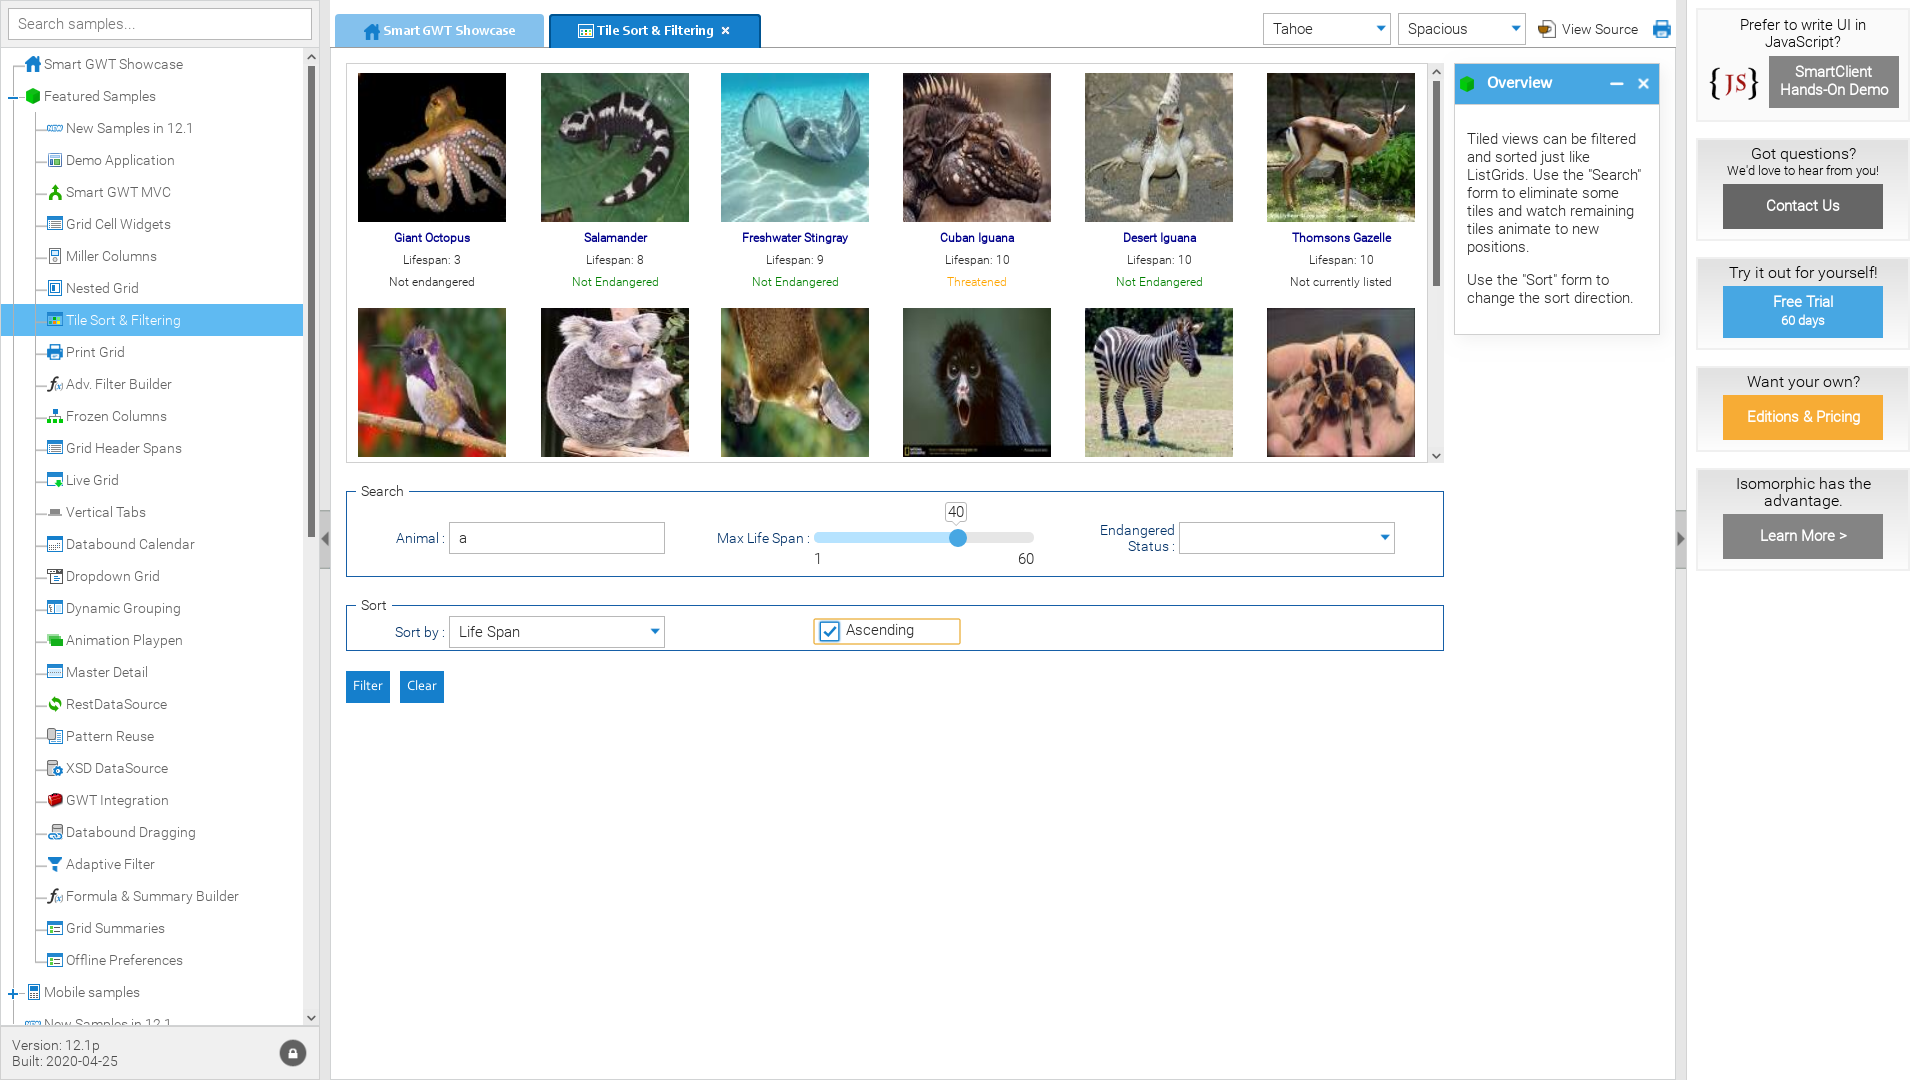 Search samples...
Smart GWT Showcase
Featured Samples
New Samples in 12.1
Demo Application
Smart GWT MVC
Grid Cell Widgets
Miller Columns
Nested Grid
Tile Sort & Filtering
Print Grid
Adv. Filter Builder
Frozen Columns
Grid Header Spans
Live Grid
Vertical Tabs
Databound Calendar
Dropdown Grid
Dynamic Grouping
Animation Playpen
Master Detail
RestDataSource
Pattern Reuse
XSD DataSource
GWT Integration
Databound Dragging
Adaptive Filter
Formula & Summary Builder
Grid Summaries
Offline Preferences
Mobile samples
New Samples in 12.1
Version: 12.1p
Built: 2020-04-25
Smart GWT Showcase
Tile Sort & Filtering
Tahoe
Spacious
View Source
Giant Octopus
Lifespan: 3
Not endangered
Salamander
Lifespan: 8
Not Endangered
Freshwater Stingray
Lifespan: 9
Not Endangered
Cuban Iguana
Lifespan: 10
Threatened
Desert Iguana
Lifespan: 10
Not Endangered
Thomsons Gazelle
Lifespan: 10
Not currently listed
Search
Animal :
a
Max Life Span :
40
1
60
Endangered
Status :
Sort
Sort by :
Life Span
Ascending
Filter
Clear
Overview
Tiled views can be filtered
and sorted just like
ListGrids. Use the "Search"
form to eliminate some
tiles and watch remaining
tiles animate to new
positions.
Use the "Sort" form to
change the sort direction.
Prefer to write UI in
JavaScript?
{JS}
SmartClient
Hands-On Demo
Got questions?
We'd love to hear from you!
Contact Us
Try it out for yourself!
Free Trial
60 days
Want your own?
Editions & Pricing
Isomorphic has the
advantage.
Learn More >